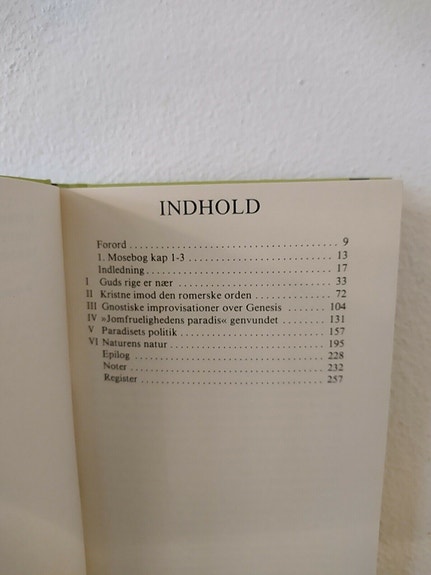 INDHOLD
Forord 9
1. Mosebog kap 1-3 13
Indledning 17
I Guds rige er nær 33
II Kristne imod den romerske orden 72
III Gnostiske improvisationer over Genesis 104
IV »Jomfruelighedens paradis« genvundet 131
V Paradisets politik 157
VI Naturens natur 195
Epilog 228
Noter 232
Register 257